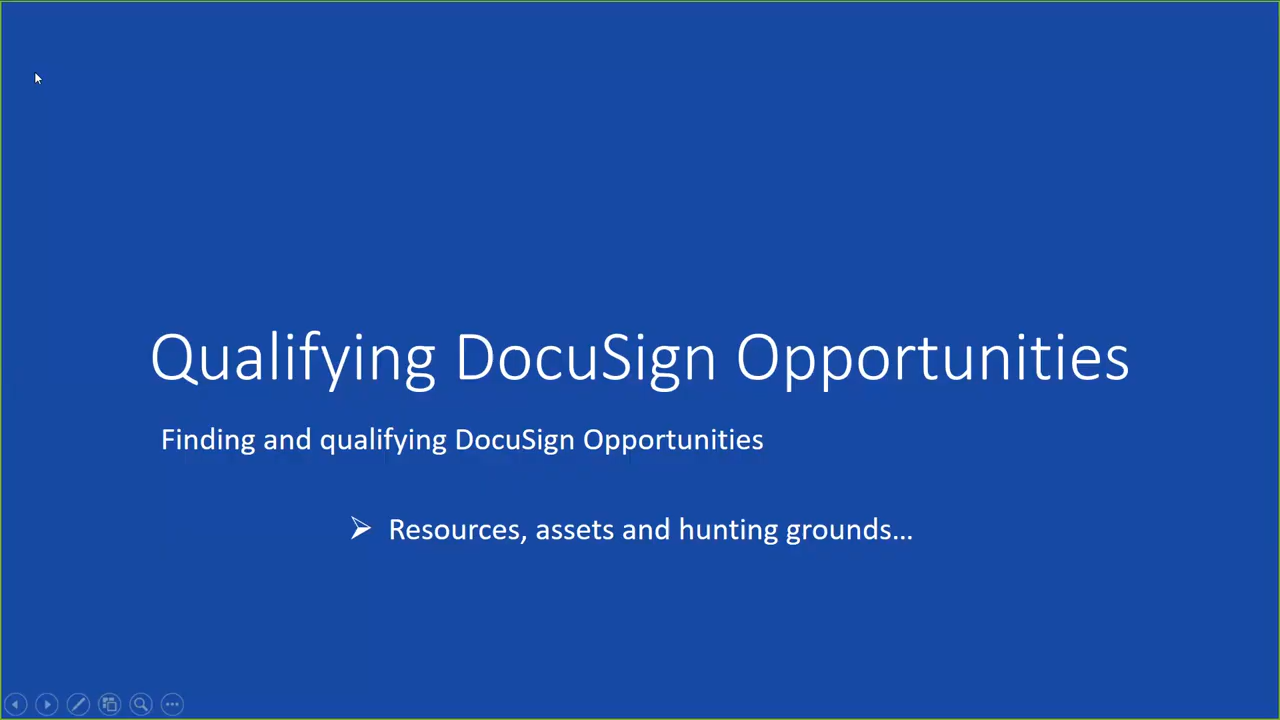 Qualifying DocuSign Opportunities
Finding and qualifying DocuSign Opportunities
➢ Resources, assets and hunting grounds…